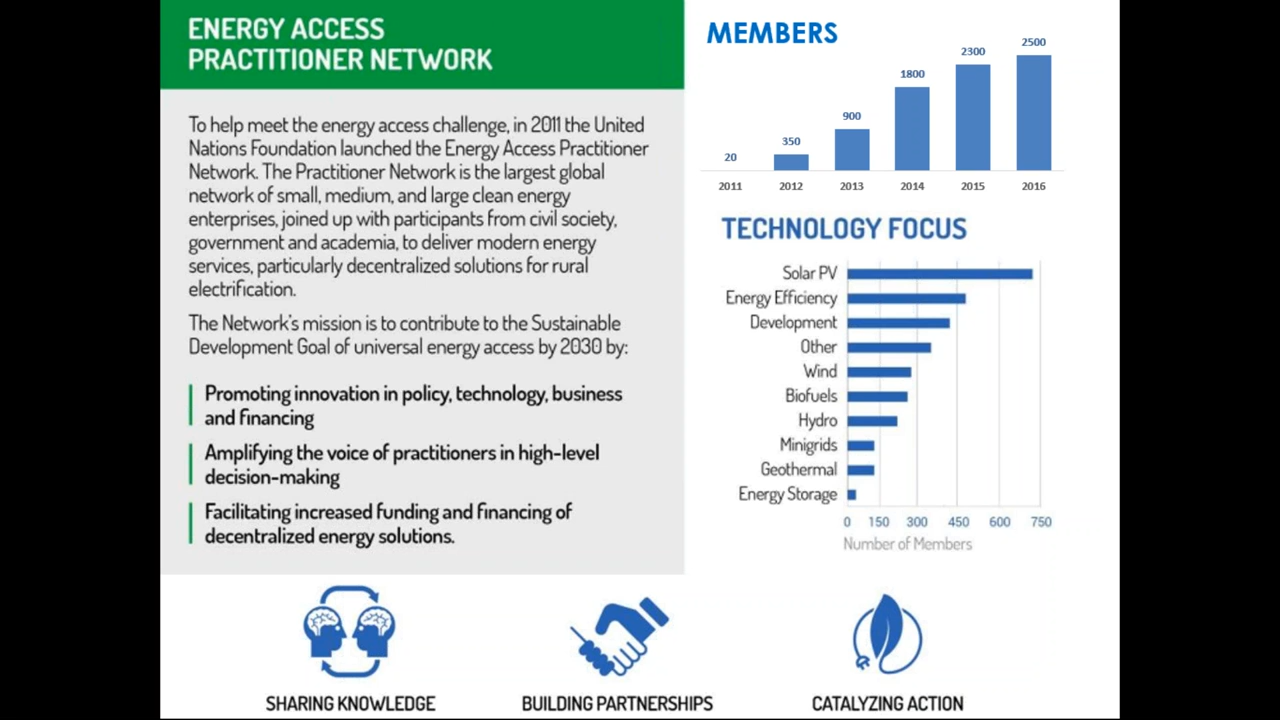 ENERGY ACCESS
PRACTITIONER NETWORK
To help meet the energy access challenge, in 2011 the United
Nations Foundation launched the Energy Access Practitioner
Network. The Practitioner Network is the largest global
network of small, medium, and large clean energy
enterprises, joined up with participants from civil society,
government and academia, to deliver modern energy
services, particularly decentralized solutions for rural
electrification.
The Network's mission is to contribute to the Sustainable
Development Goal of universal energy access by 2030 by:
Promoting innovation in policy, technology, business
and financing
Amplifying the voice of practitioners in high-level
decision-making
Facilitating increased funding and financing of
decentralized energy solutions.
MEMBERS
20 350 900 1800 2300 2500
2011 2012 2013 2014 2015 2016
TECHNOLOGY FOCUS
Solar PV
Energy Efficiency
Development
Other
Wind
Biofuels
Hydro
Minigrids
Geothermal
Energy Storage
0 150 300 450 600 750
Number of Members
SHARING KNOWLEDGE
BUILDING PARTNERSHIPS
CATALYZING ACTION